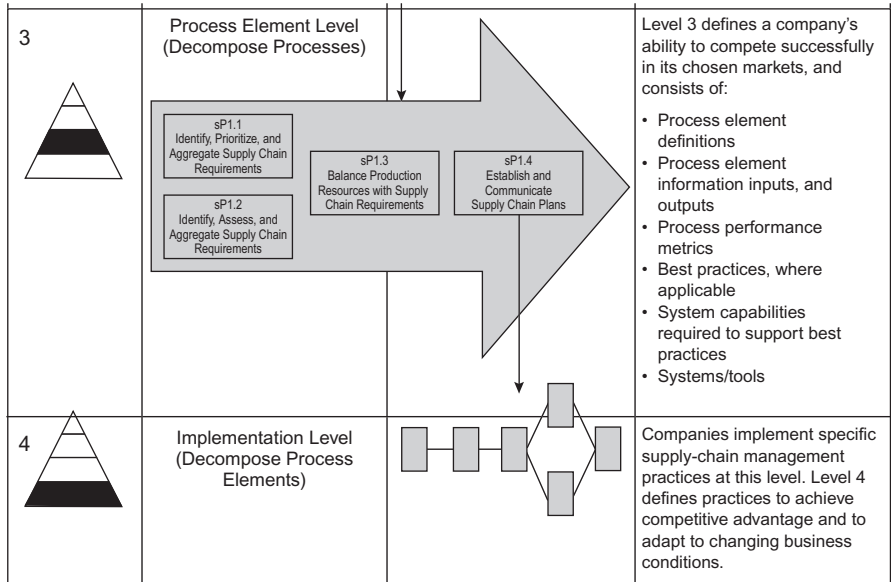 3
Process Element Level
(Decompose Processes)
sP1.1
Identify, Prioritize, and
Aggregate Supply Chain
Requirements
sP1.2
Identify, Assess, and
Aggregate Supply Chain
Requirements
sP1.3
Balance Production
Resources with Supply
Chain Requirements
sP1.4
Establish and
Communicate
Supply Chain Plans
Level 3 defines a company’s
ability to compete successfully
in its chosen markets, and
consists of:
• Process element
definitions
• Process element
information inputs, and
outputs
• Process performance
metrics
• Best practices, where
applicable
• System capabilities
required to support best
practices
• Systems/tools
4
Implementation Level
(Decompose Process
Elements)
Companies implement specific
supply-chain management
practices at this level. Level 4
defines practices to achieve
competitive advantage and to
adapt to changing business
conditions.